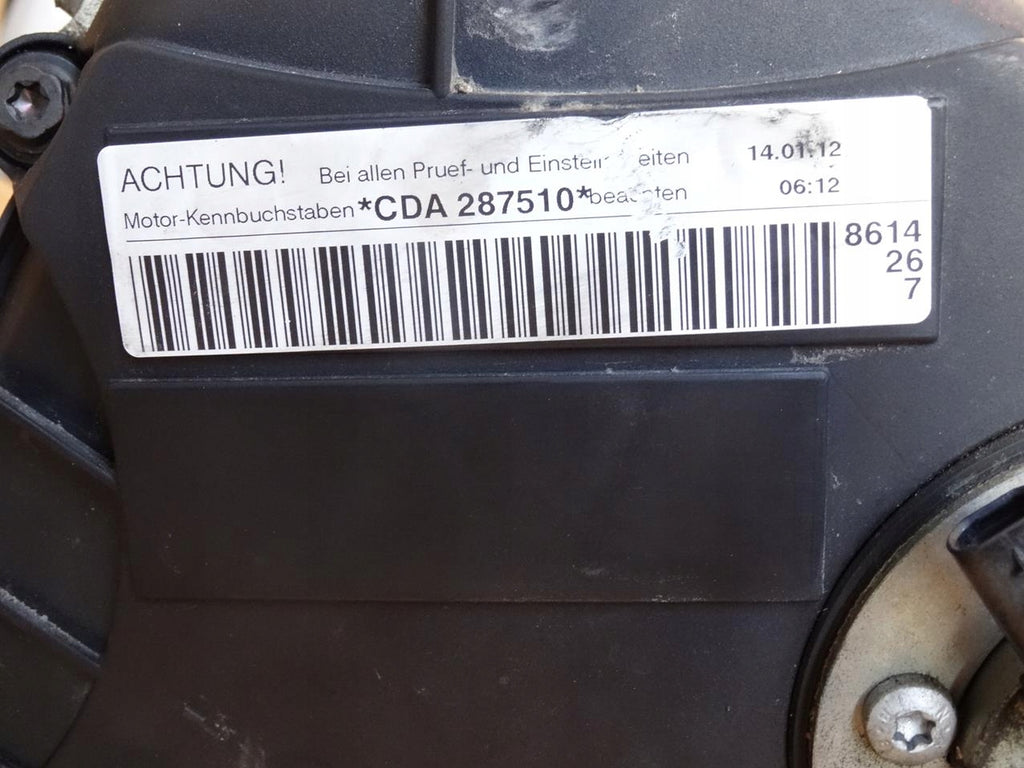 ACHTUNG! Bei allen Pruef- und 14.01.12
Motor-Kennbuchstaben *CDA 287510* 06:12
8614
26
7